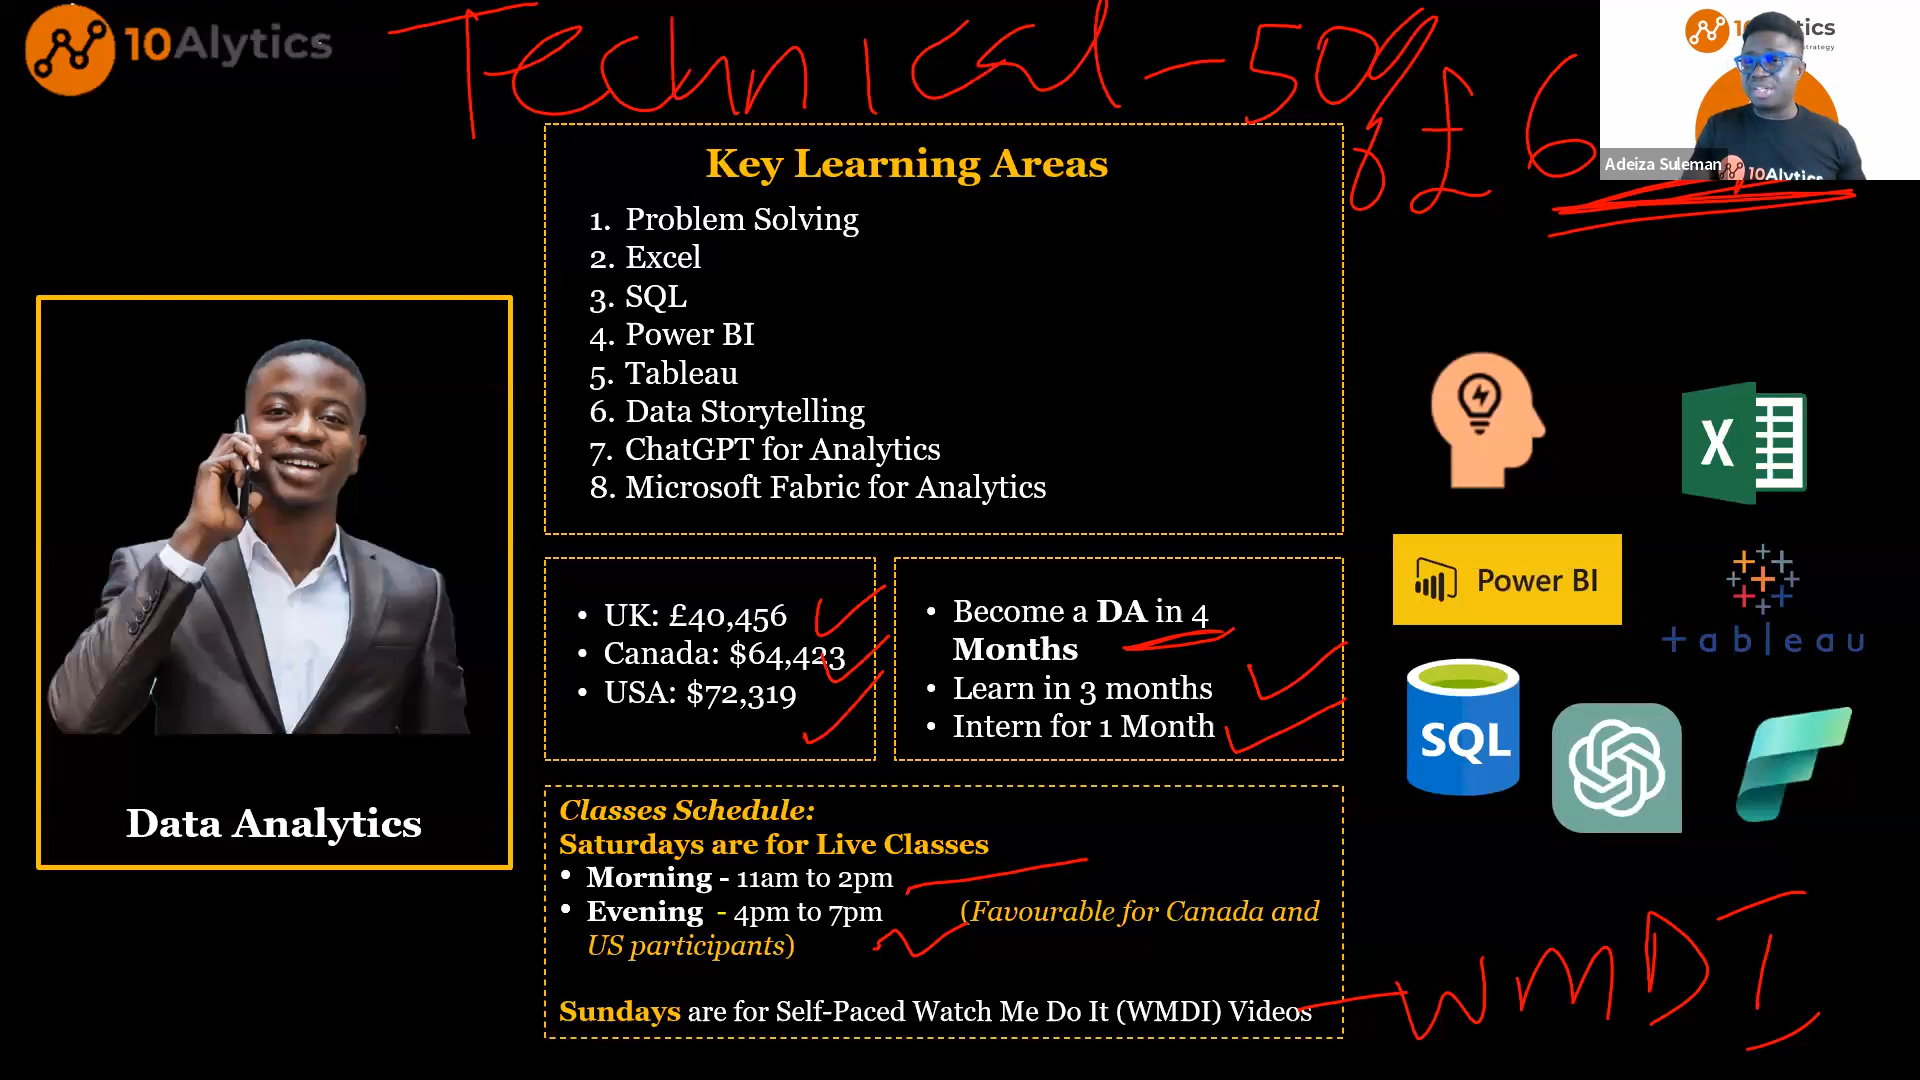 10Alytics
Technical - 50%
£6
10Alytics
Adeiza Suleman
10Alytics
Key Learning Areas
1. Problem Solving
2. Excel
3. SQL
4. Power BI
5. Tableau
6. Data Storytelling
7. ChatGPT for Analytics
8. Microsoft Fabric for Analytics
Data Analytics
• UK: £40,456
• Canada: $64,423
• USA: $72,319
• Become a DA in 4
Months
• Learn in 3 months
• Intern for 1 Month
Classes Schedule:
Saturdays are for Live Classes
• Morning - 11am to 2pm
• Evening - 4pm to 7pm (Favourable for Canada and
US participants)
Sundays are for Self-Paced Watch Me Do It (WMDI) Videos
X
Power BI
tableau
SQL
WMDI